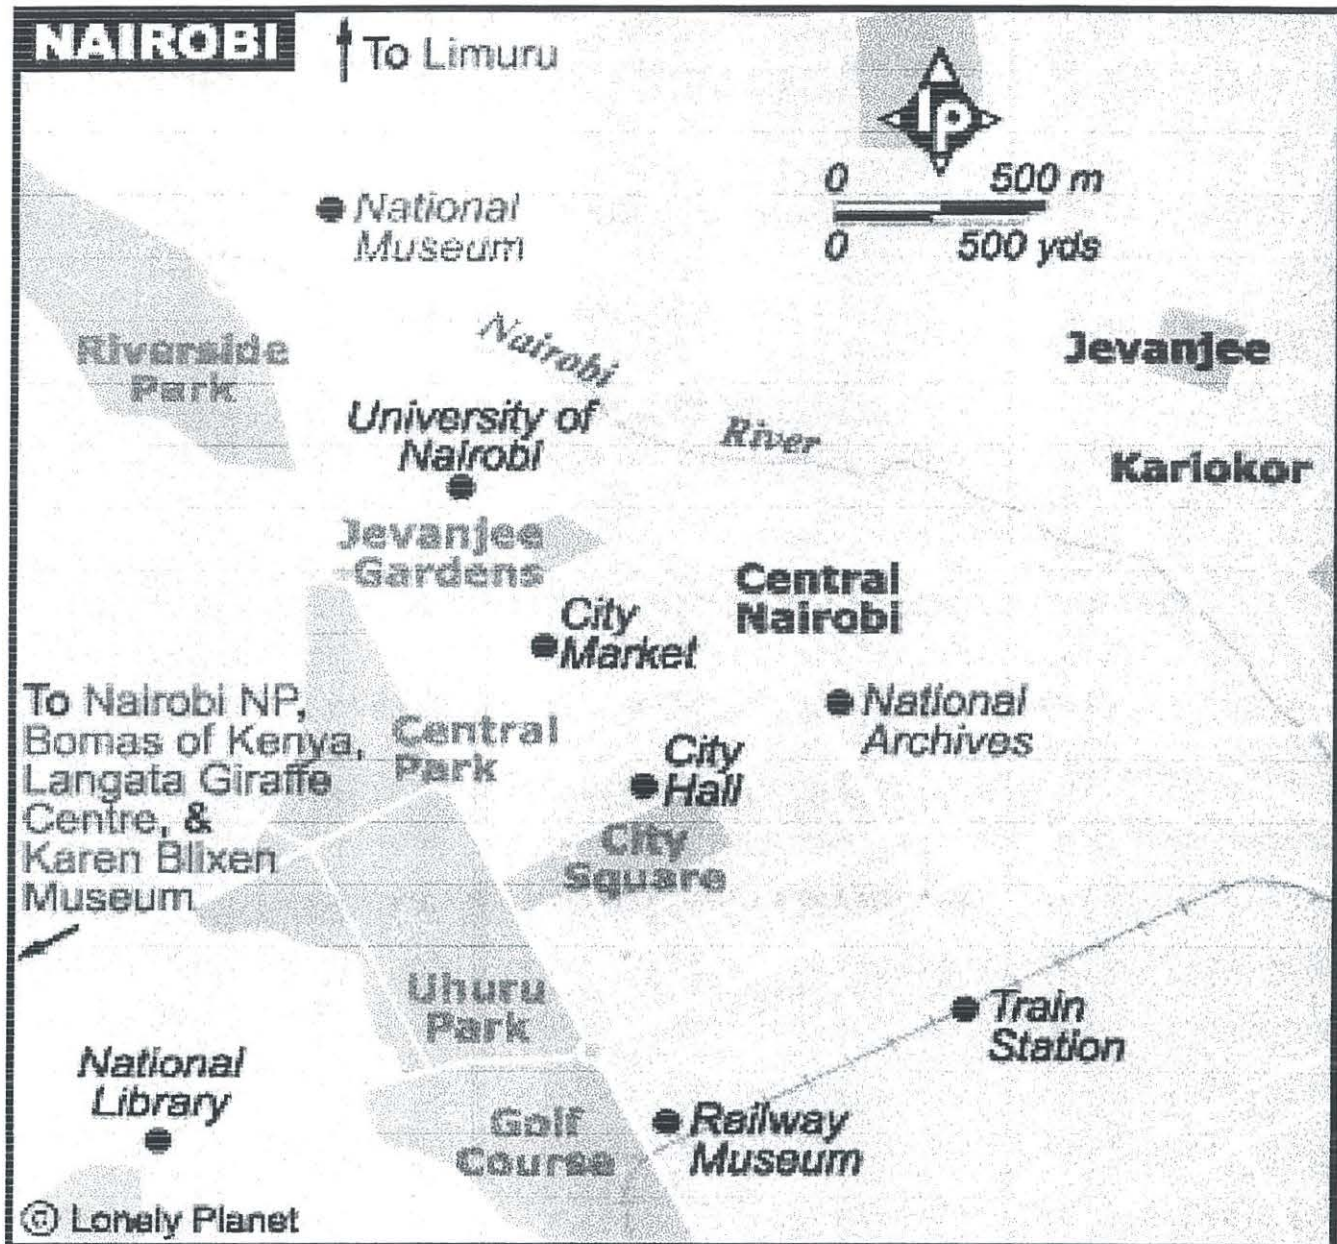 NAIROBI
To Limuru
lp
0 500 m
0 500 yds
National
Museum
Nairobi
River
Riverside
Park
Jevanjee
Kariokor
University of
Nairobi
Jevanjee
Gardens
Central
Nairobi
City
Market
To Nairobi NP,
Bomas of Kenya,
Langata Giraffe
Centre, &
Karen Blixen
Museum
Central
Park
National
Archives
City
Hall
City
Square
Uhuru
Park
Train
Station
National
Library
Golf
Course
Railway
Museum
© Lonely Planet